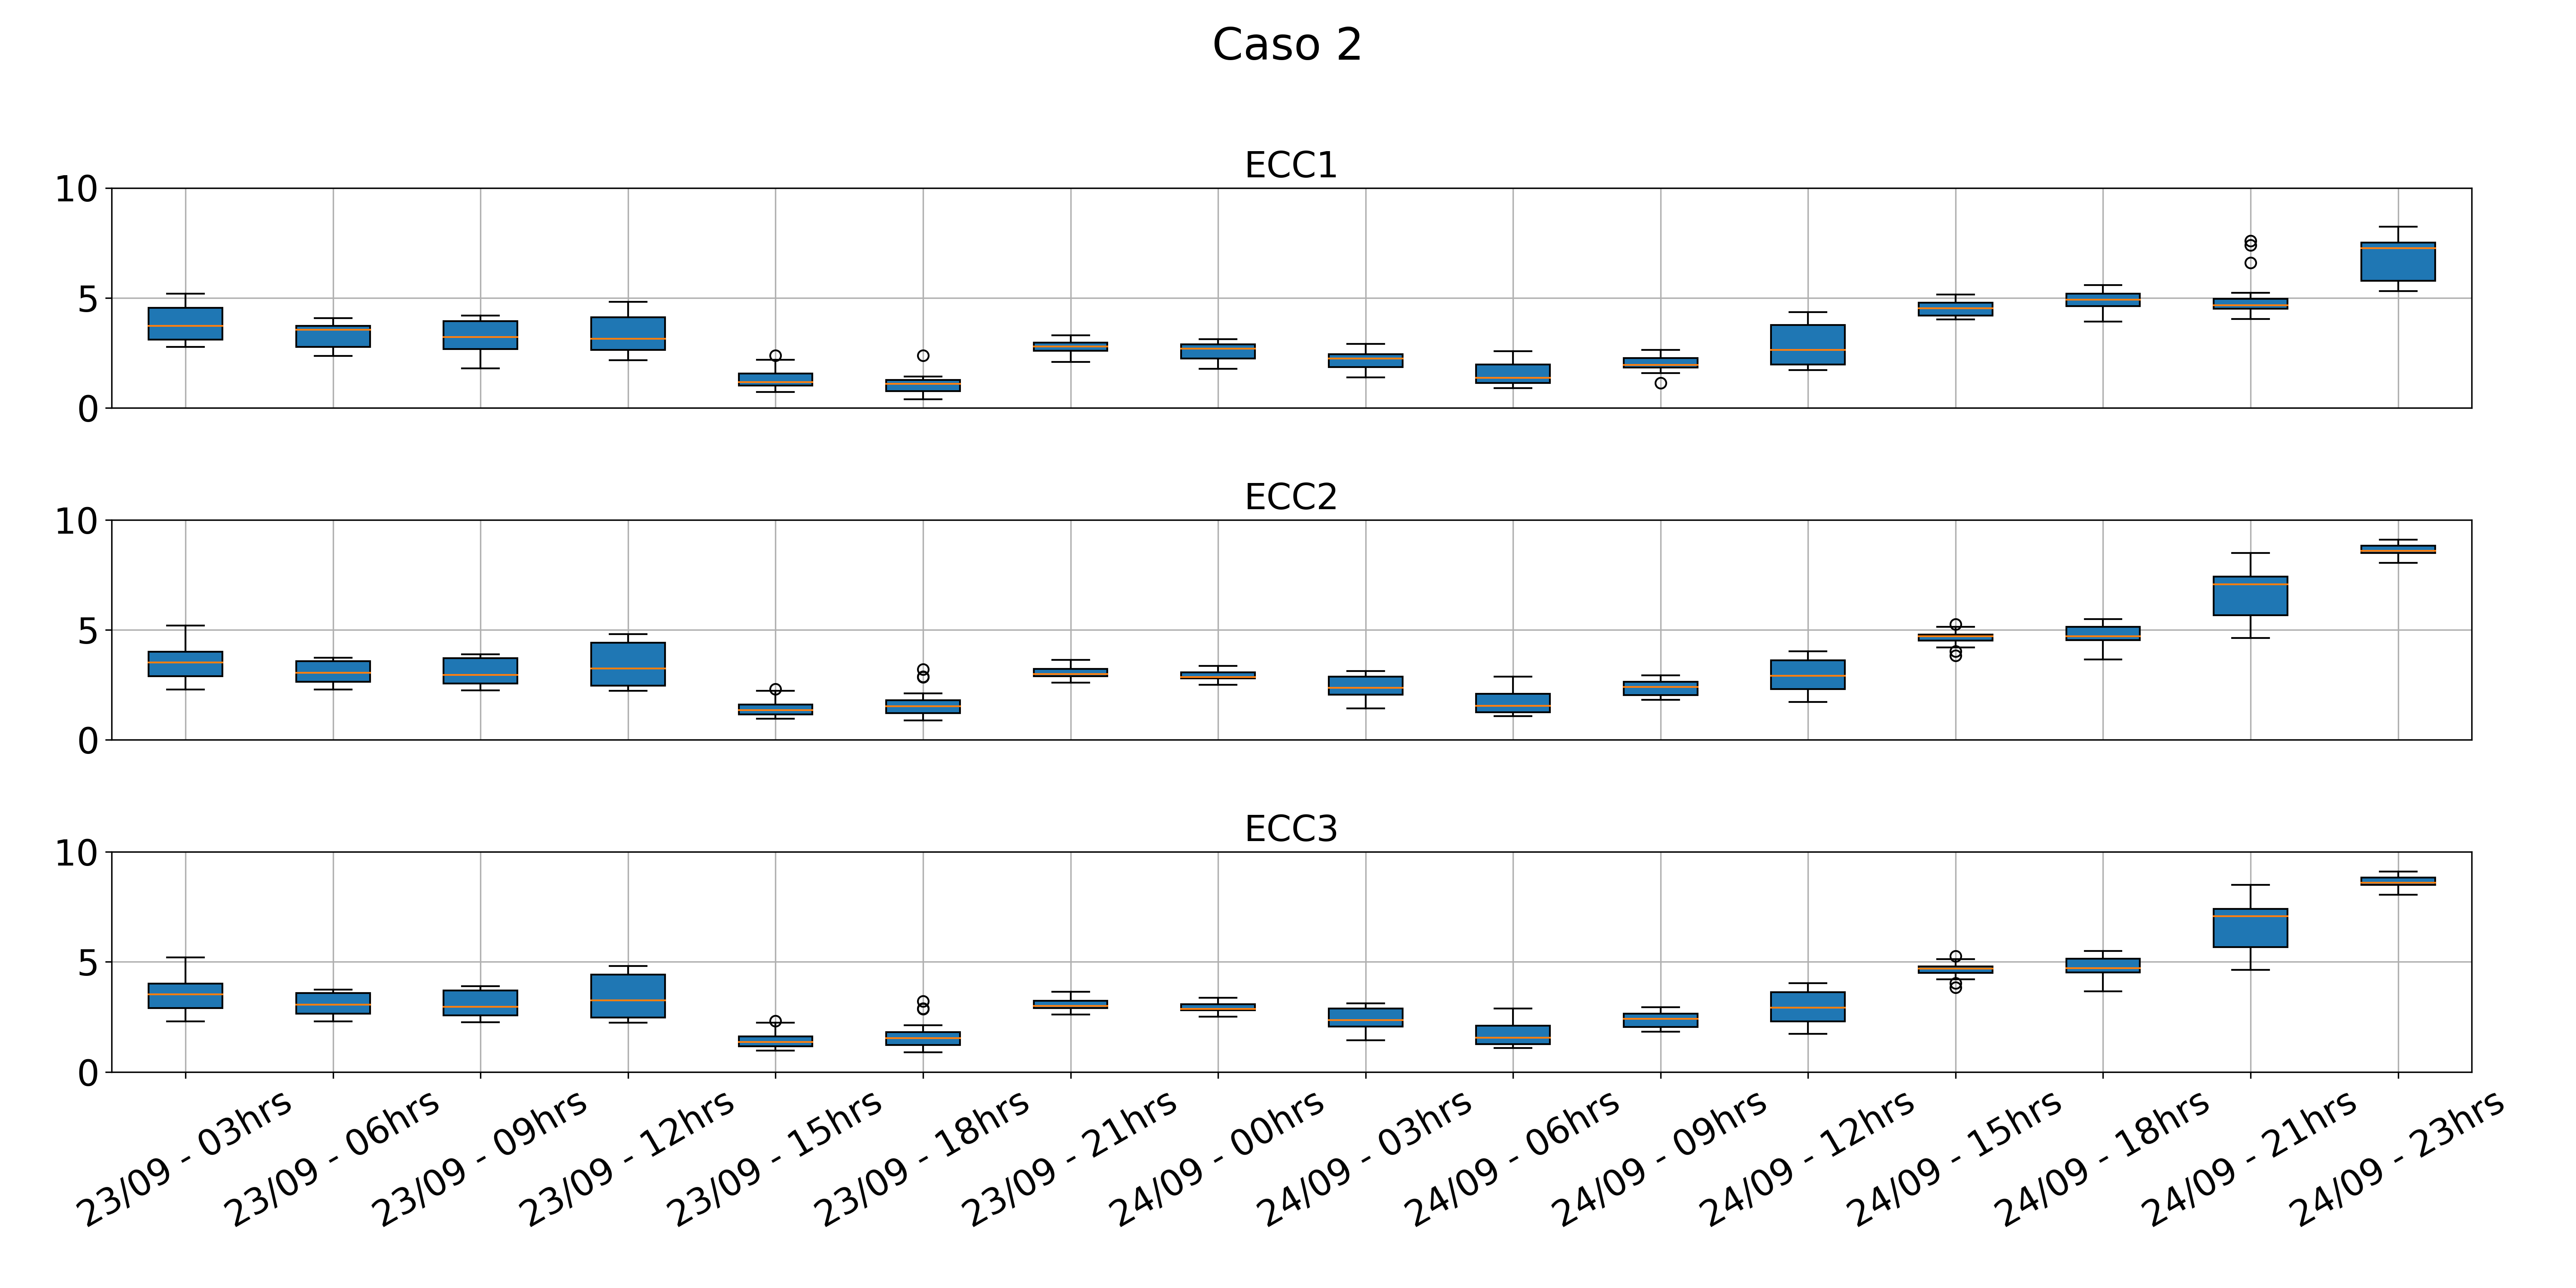 Caso 2
ECC1
10
5
0
ECC2
10
5
0
ECC3
10
5
0
23/09 - 03hrs
23/09 - 06hrs
23/09 - 09hrs
23/09 - 12hrs
23/09 - 15hrs
23/09 - 18hrs
23/09 - 21hrs
24/09 - 00hrs
24/09 - 03hrs
24/09 - 06hrs
24/09 - 09hrs
24/09 - 12hrs
24/09 - 15hrs
24/09 - 18hrs
24/09 - 21hrs
24/09 - 23hrs